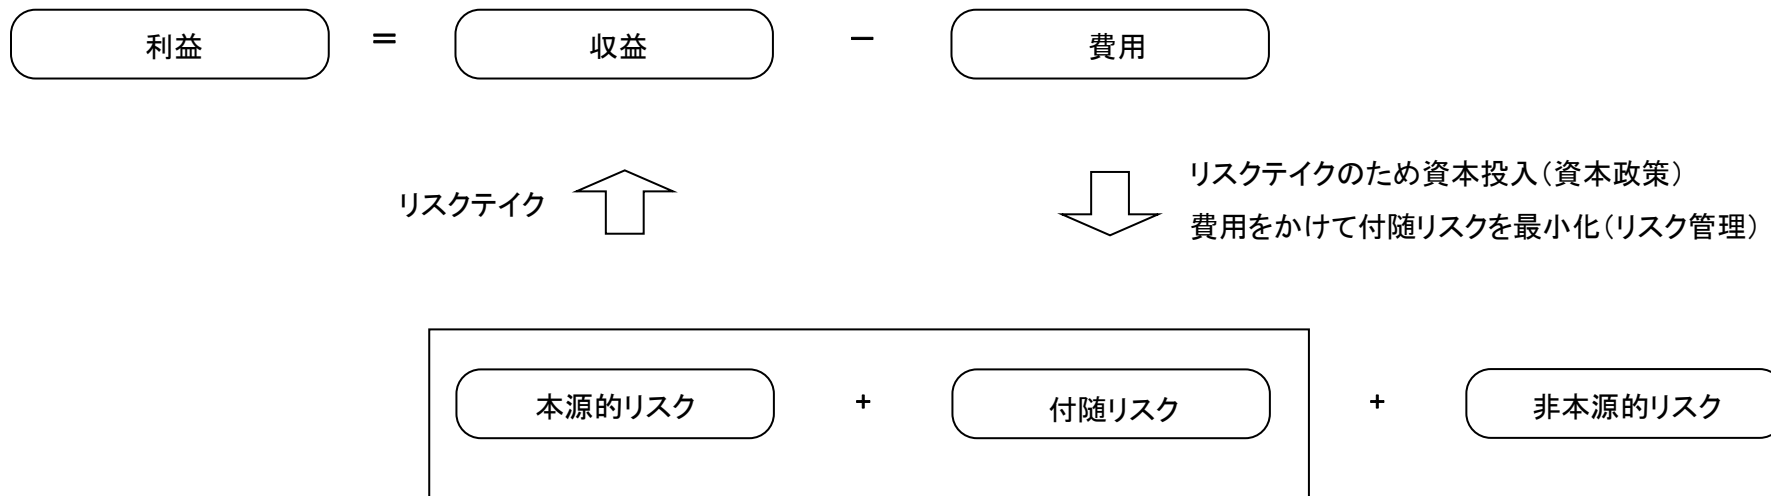 利益 = 収益 － 費用
リスクテイク
リスクテイクのため資本投入（資本政策）
費用をかけて付随リスクを最小化（リスク管理）
本源的リスク + 付随リスク + 非本源的リスク